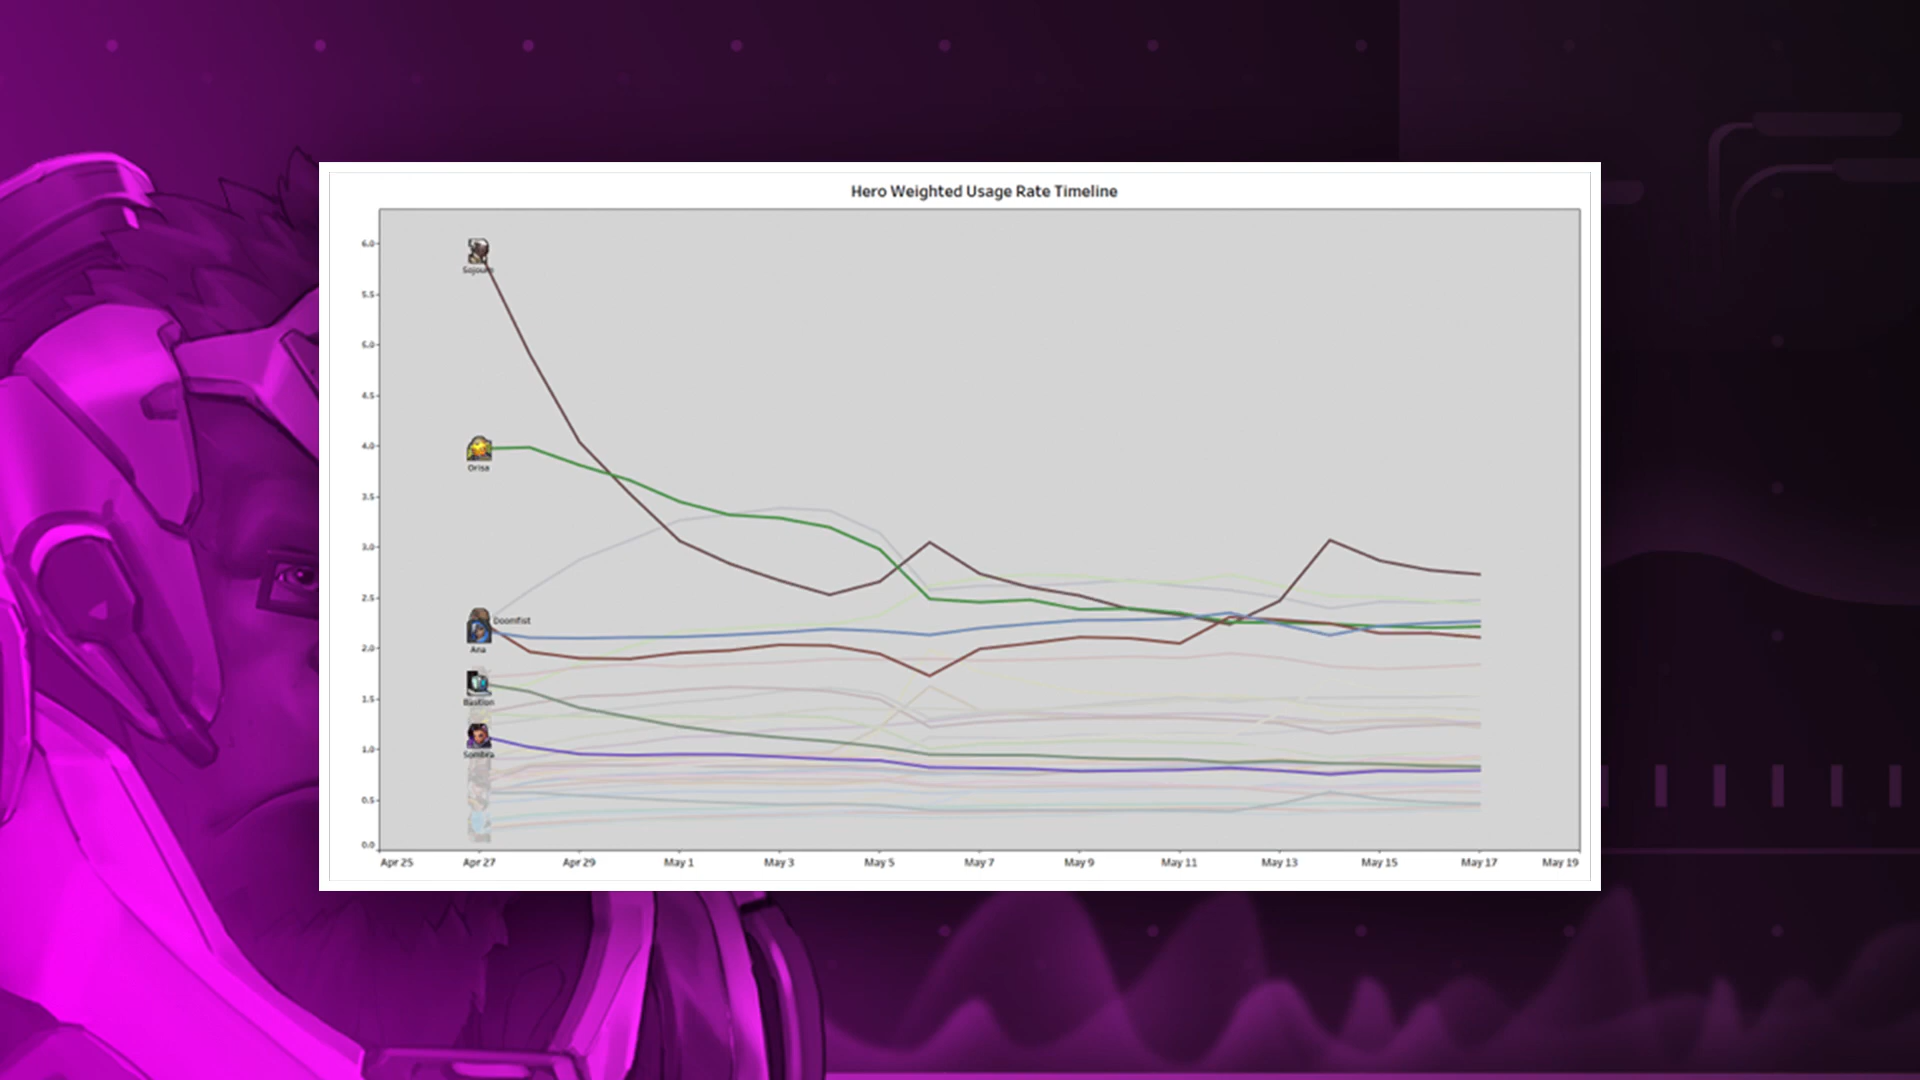 Hero Weighted Usage Rate Timeline
6.0
Sojourn
5.5
5.0
4.5
4.0
Orisa
3.5
3.0
2.5
Doomfist
2.0
Ana
1.5
Bastion
1.0
Sombra
0.5
0.0
Apr 25 Apr 27 Apr 29 May 1 May 3 May 5 May 7 May 9 May 11 May 13 May 15 May 17 May 19